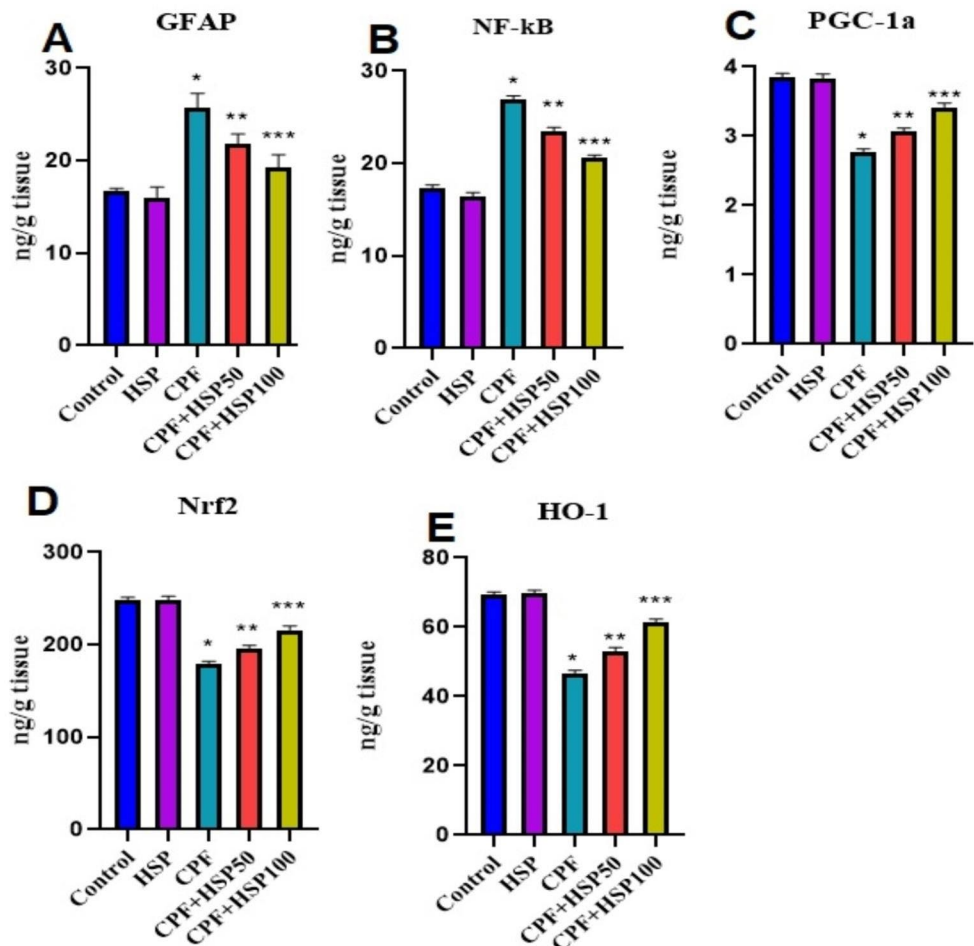 A GFAP
ng/g tissue
30
20
10
0
* ** ***
Control HSP CPF CPF+HSP50 CPF+HSP100
B NF-kB
ng/g tissue
30
20
10
0
* ** ***
Control HSP CPF CPF+HSP50 CPF+HSP100
C PGC-1a
ng/g tissue
4
3
2
1
0
* ** ***
Control HSP CPF CPF+HSP50 CPF+HSP100
D Nrf2
ng/g tissue
300
200
100
0
* ** ***
Control HSP CPF CPF+HSP50 CPF+HSP100
E HO-1
ng/g tissue
80
60
40
20
0
* ** ***
Control HSP CPF CPF+HSP50 CPF+HSP100